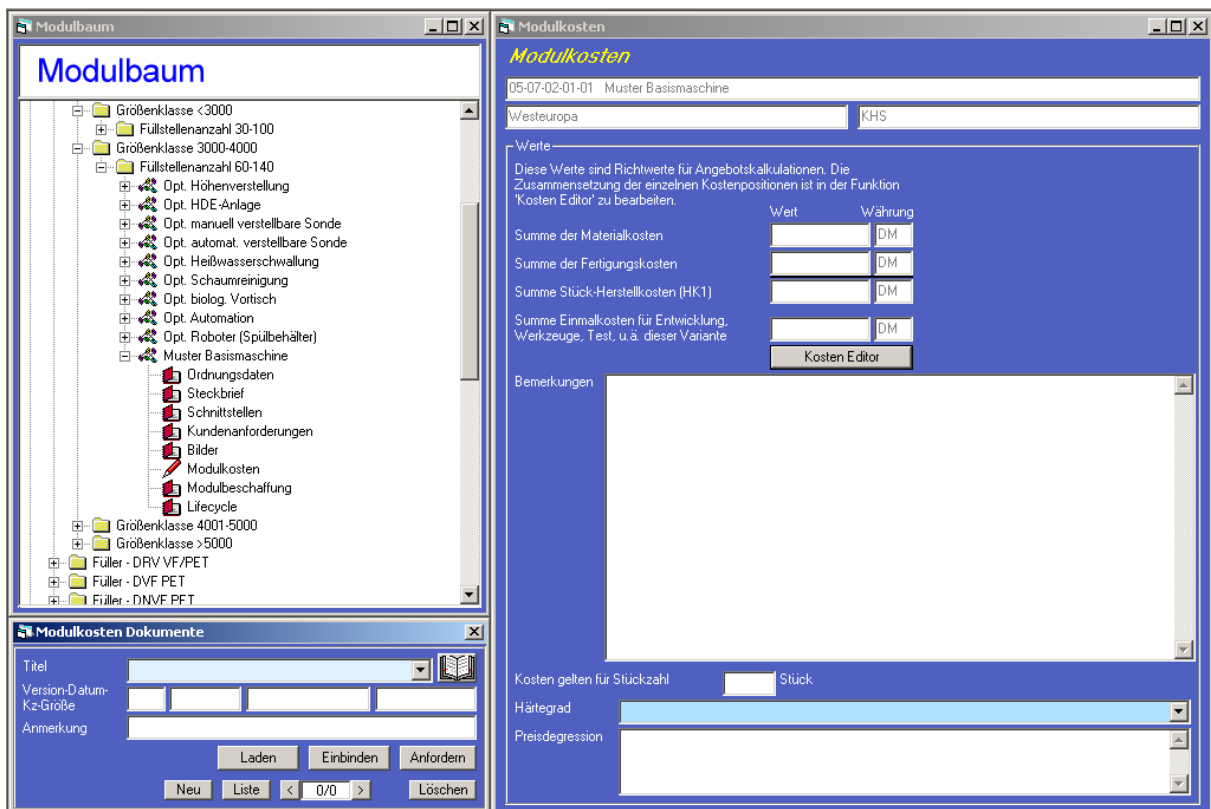 Modulbaum
Modulbaum
Größenklasse <3000
Füllstellenanzahl 30-100
Größenklasse 3000-4000
Füllstellenanzahl 60-140
Opt. Höhenverstellung
Opt. HDE-Anlage
Opt. manuell verstellbare Sonde
Opt. automat. verstellbare Sonde
Opt. Heißwasserschwallung
Opt. Schaumreinigung
Opt. biolog. Vortisch
Opt. Automation
Opt. Roboter (Spülbehälter)
Muster Basismaschine
Ordnungsdaten
Steckbrief
Schnittstellen
Kundenanforderungen
Bilder
Modulkosten
Modulbeschaffung
Lifecycle
Größenklasse 4001-5000
Größenklasse >5000
Füller - DRV VF/PET
Füller - DVF PET
Füller - DNVF PET
Modulkosten Dokumente
Titel
Version-Datum-
Kz-Größe
Anmerkung
Laden Einbinden Anfordern
Neu Liste < 0/0 > Löschen
Modulkosten
Modulkosten
05-07-02-01-01 Muster Basismaschine
Westeuropa KHS
Werte
Diese Werte sind Richtwerte für Angebotskalkulationen. Die
Zusammensetzung der einzelnen Kostenpositionen ist in der Funktion
'Kosten Editor' zu bearbeiten.
Wert Währung
Summe der Materialkosten DM
Summe der Fertigungskosten DM
Summe Stück-Herstellkosten (HK1) DM
Summe Einmalkosten für Entwicklung,
Werkzeuge, Test, u.ä. dieser Variante DM
Kosten Editor
Bemerkungen
Kosten gelten für Stückzahl Stück
Härtegrad
Preisdegression